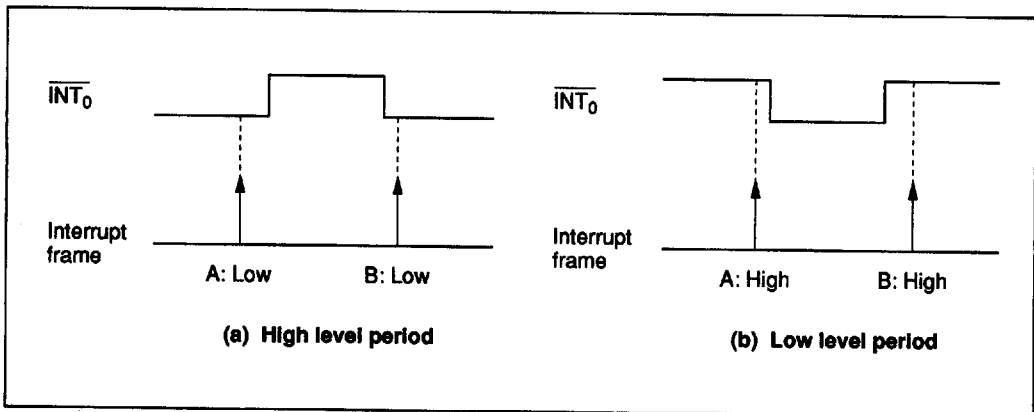 INT0
Interrupt
frame
A: Low
B: Low
(a) High level period
INT0
Interrupt
frame
A: High
B: High
(b) Low level period